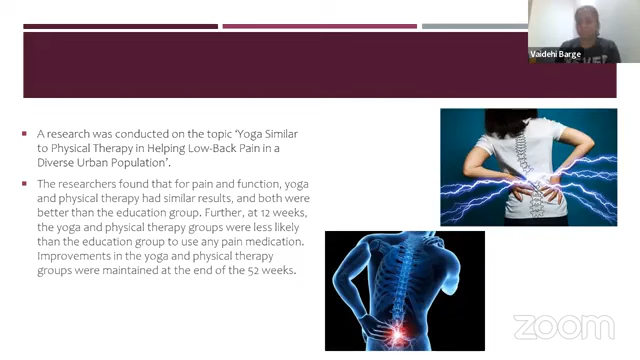 Vaidehi Barge
A research was conducted on the topic ‘Yoga Similar
to Physical Therapy in Helping Low-Back Pain in a
Diverse Urban Population’.
The researchers found that for pain and function, yoga
and physical therapy had similar results, and both were
better than the education group. Further, at 12 weeks,
the yoga and physical therapy groups were less likely
than the education group to use any pain medication.
Improvements in the yoga and physical therapy
groups were maintained at the end of the 52 weeks.
zoom